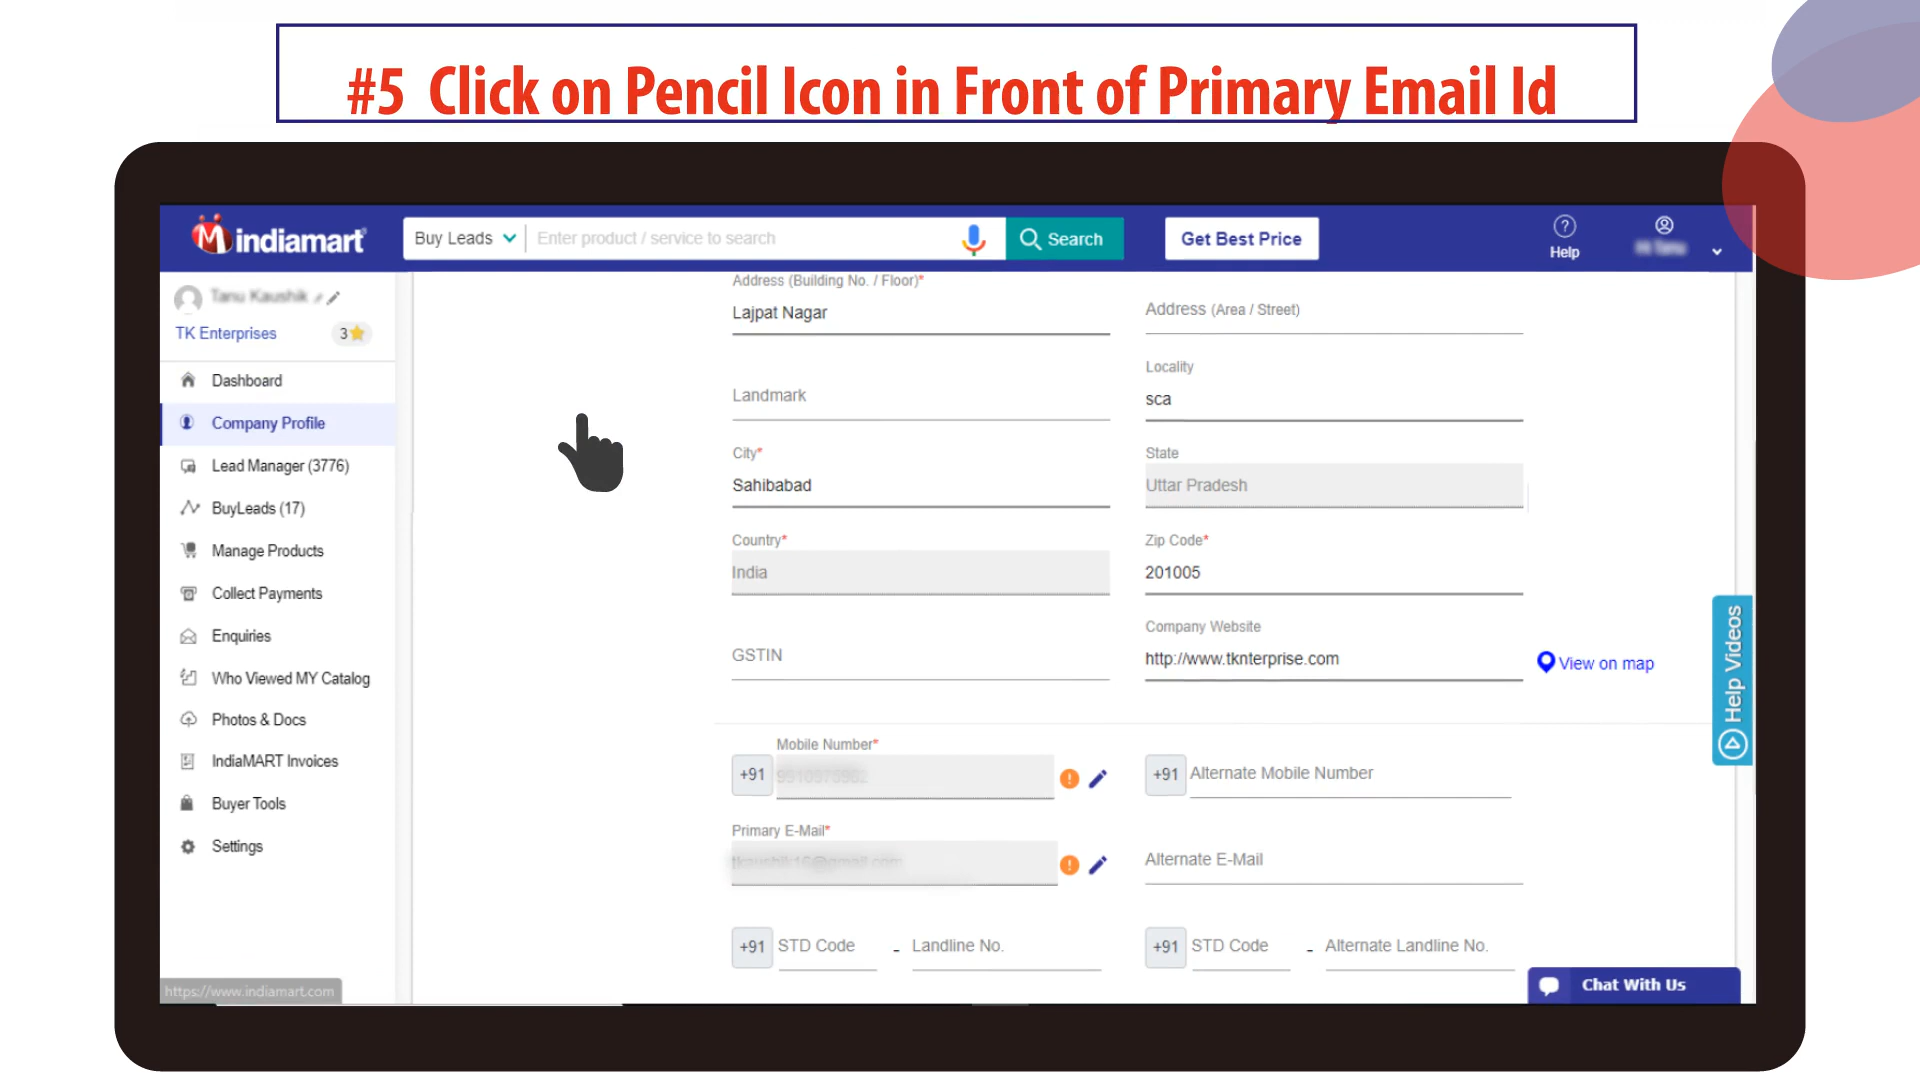 #5 Click on Pencil Icon in Front of Primary Email Id
indiamart
Buy Leads
Enter product / service to search
Search
Get Best Price
Help
Tanu Kaushik
TK Enterprises
3
Dashboard
Company Profile
Lead Manager (3776)
BuyLeads (17)
Manage Products
Collect Payments
Enquiries
Who Viewed MY Catalog
Photos & Docs
IndiaMART Invoices
Buyer Tools
Settings
https://www.indiamart.com
Address (Building No. / Floor)*
Lajpat Nagar
Address (Area / Street)
Landmark
Locality
sca
City*
Sahibabad
State
Uttar Pradesh
Country*
India
Zip Code*
201005
GSTIN
Company Website
http://www.tknterprise.com
View on map
Help Videos
Mobile Number*
+91
+91 Alternate Mobile Number
Primary E-Mail*
Alternate E-Mail
+91 STD Code - Landline No.
+91 STD Code - Alternate Landline No.
Chat With Us